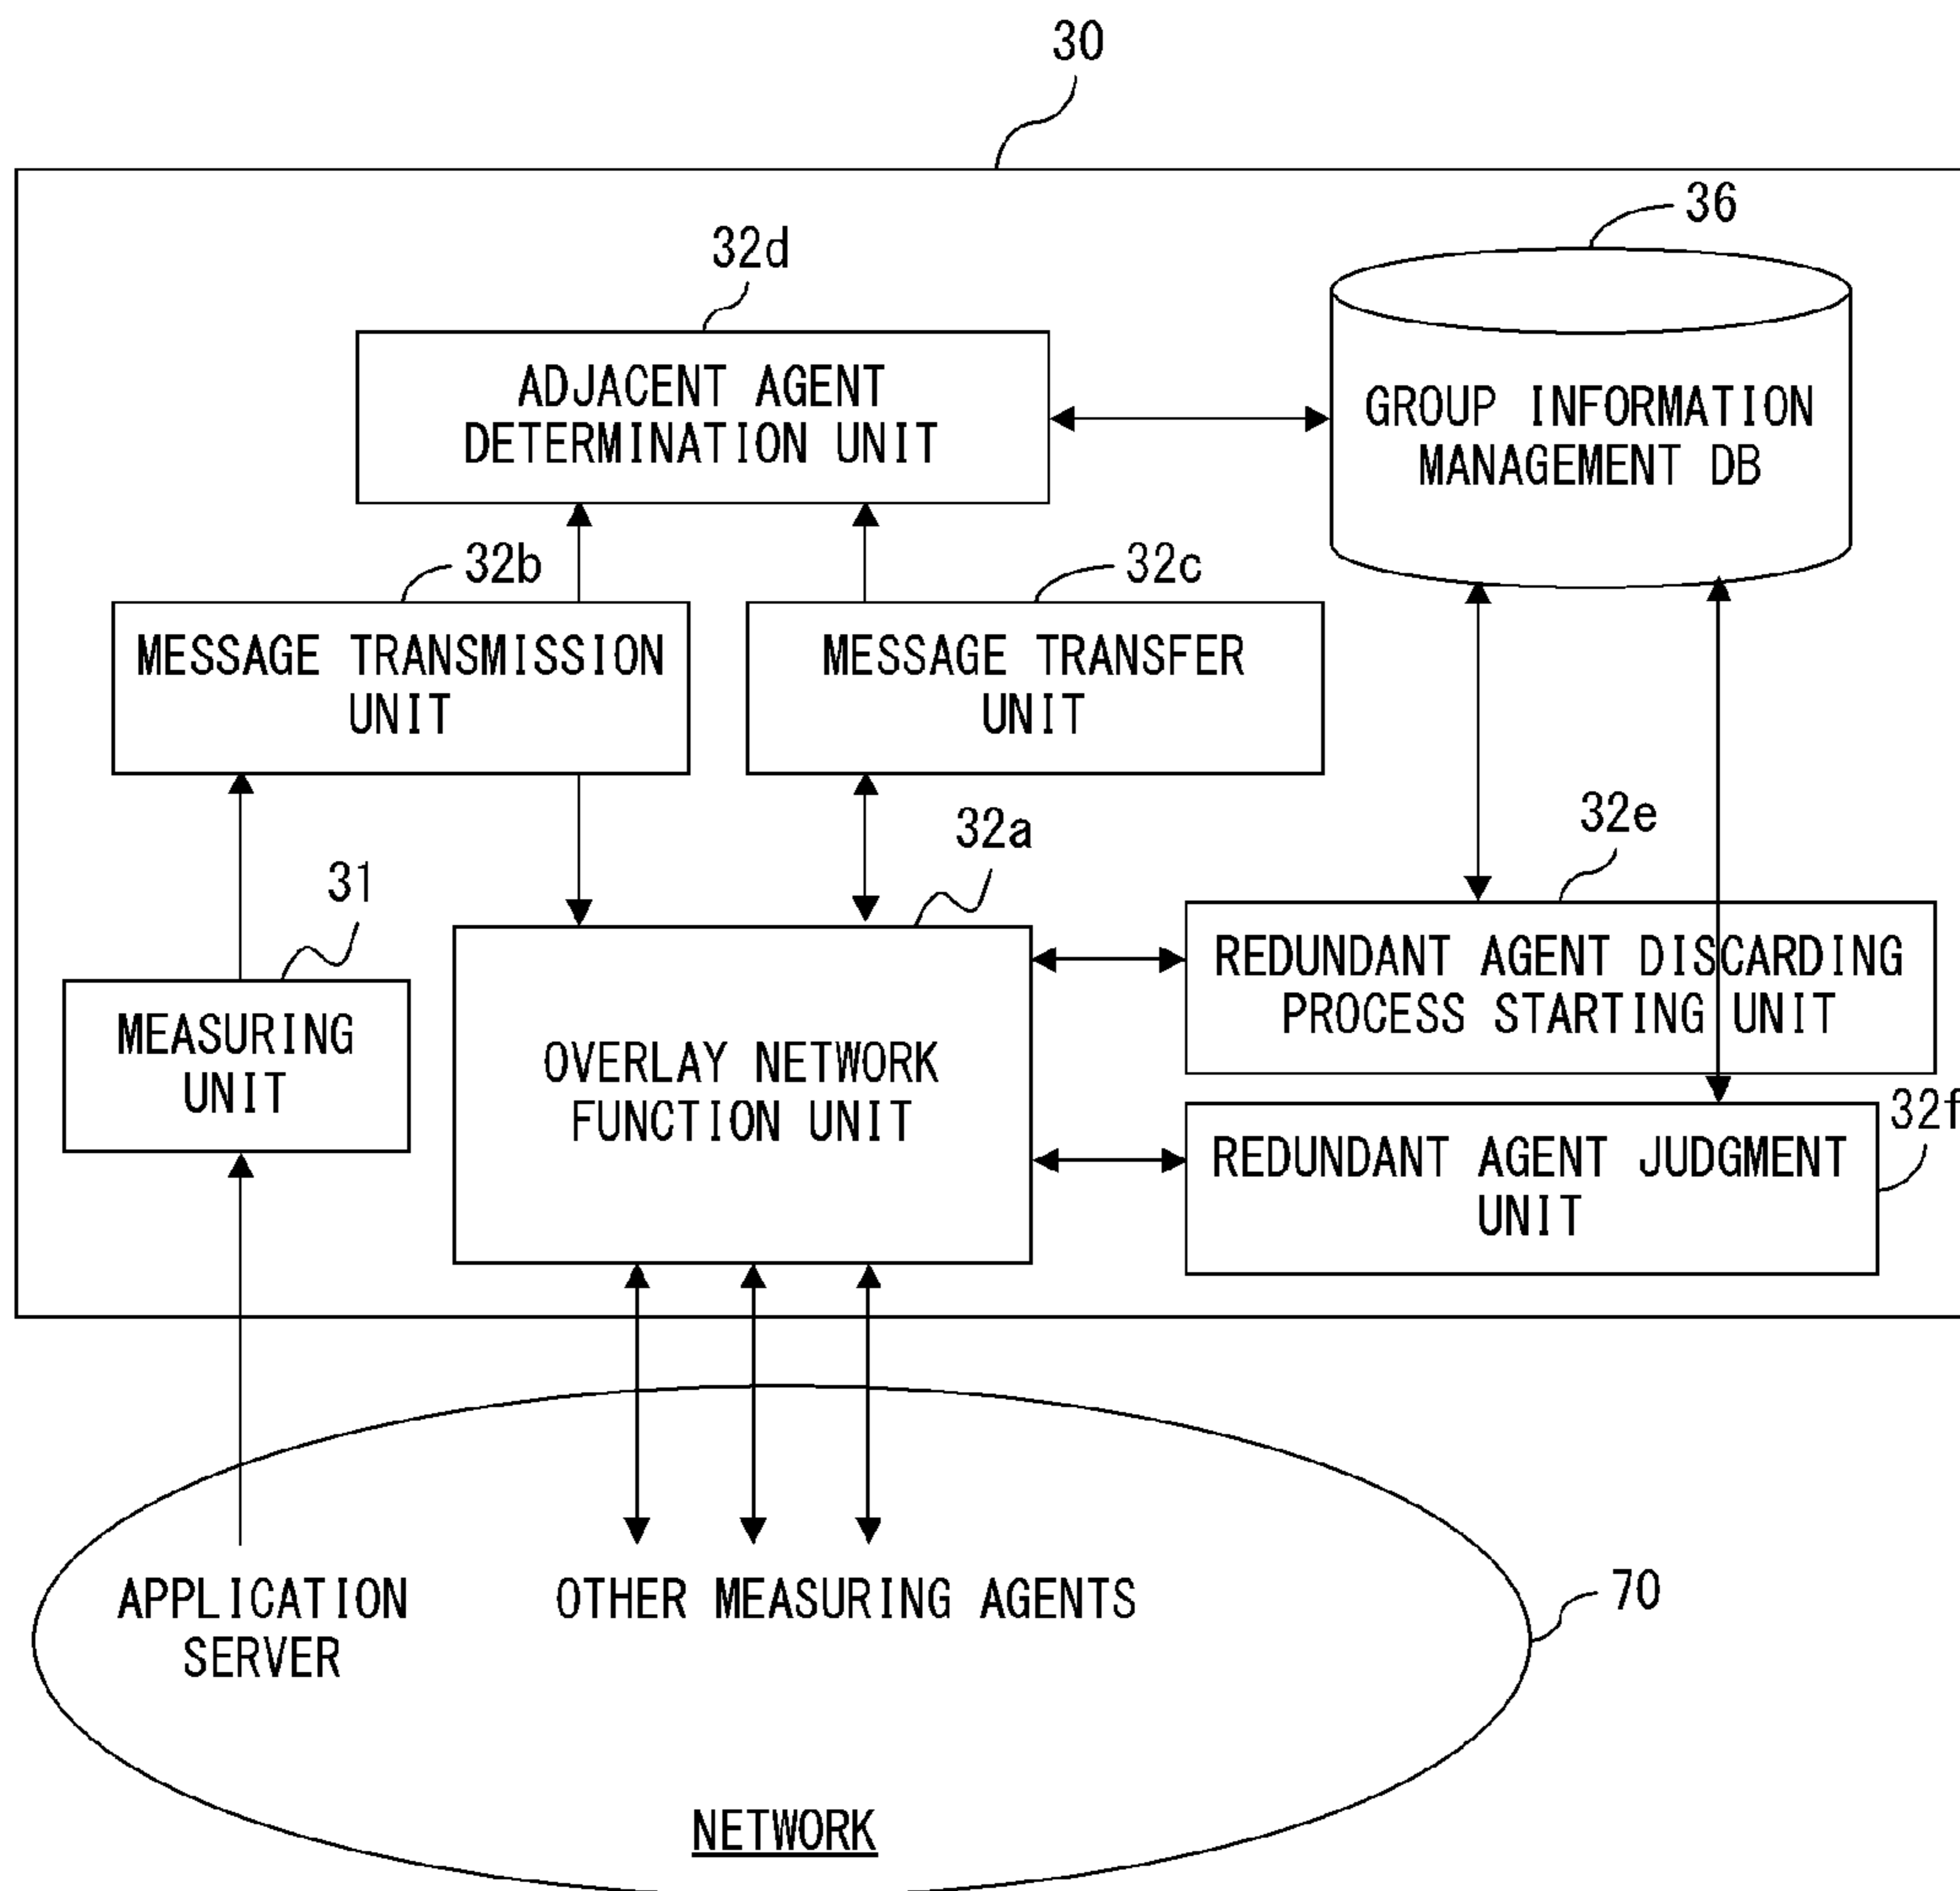 30
36
32d
ADJACENT AGENT
DETERMINATION UNIT
GROUP INFORMATION
MANAGEMENT DB
32b
32c
MESSAGE TRANSMISSION
UNIT
MESSAGE TRANSFER
UNIT
32e
32a
31
REDUNDANT AGENT DISCARDING
PROCESS STARTING UNIT
MEASURING
UNIT
OVERLAY NETWORK
FUNCTION UNIT
32f
REDUNDANT AGENT JUDGMENT
UNIT
APPLICATION
SERVER
OTHER MEASURING AGENTS
70
NETWORK